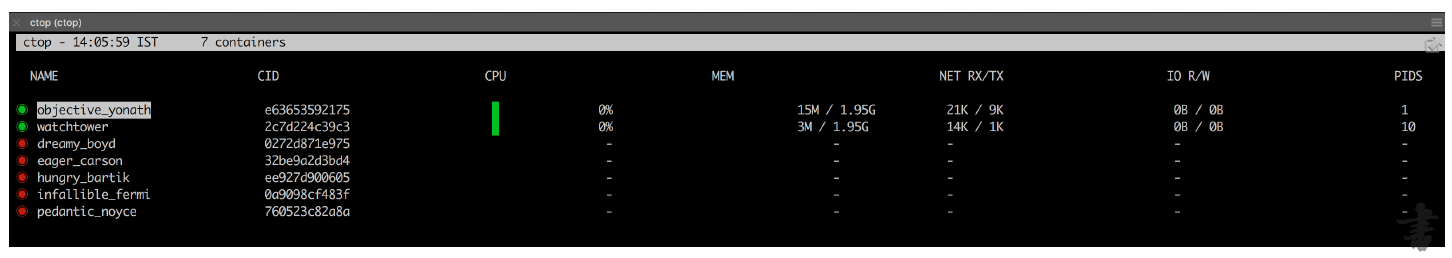 ctop (ctop)
ctop - 14:05:59 IST 7 containers
NAME CID CPU MEM NET RX/TX IO R/W PIDS
objective_yonath e63653592175 0% 15M / 1.95G 21K / 9K 0B / 0B 1
watchtower 2c7d224c39c3 0% 3M / 1.95G 14K / 1K 0B / 0B 10
dreamy_boyd 0272d871e975 - - - - -
eager_carson 32be9a2d3bd4 - - - - -
hungry_bartik ee927d900605 - - - - -
infallible_fermi 0a9098cf483f - - - - -
pedantic_noyce 760523c82a8a - - - - -
書